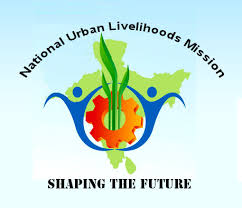 National Urban Livelihoods Mission
SHAPING THE FUTURE